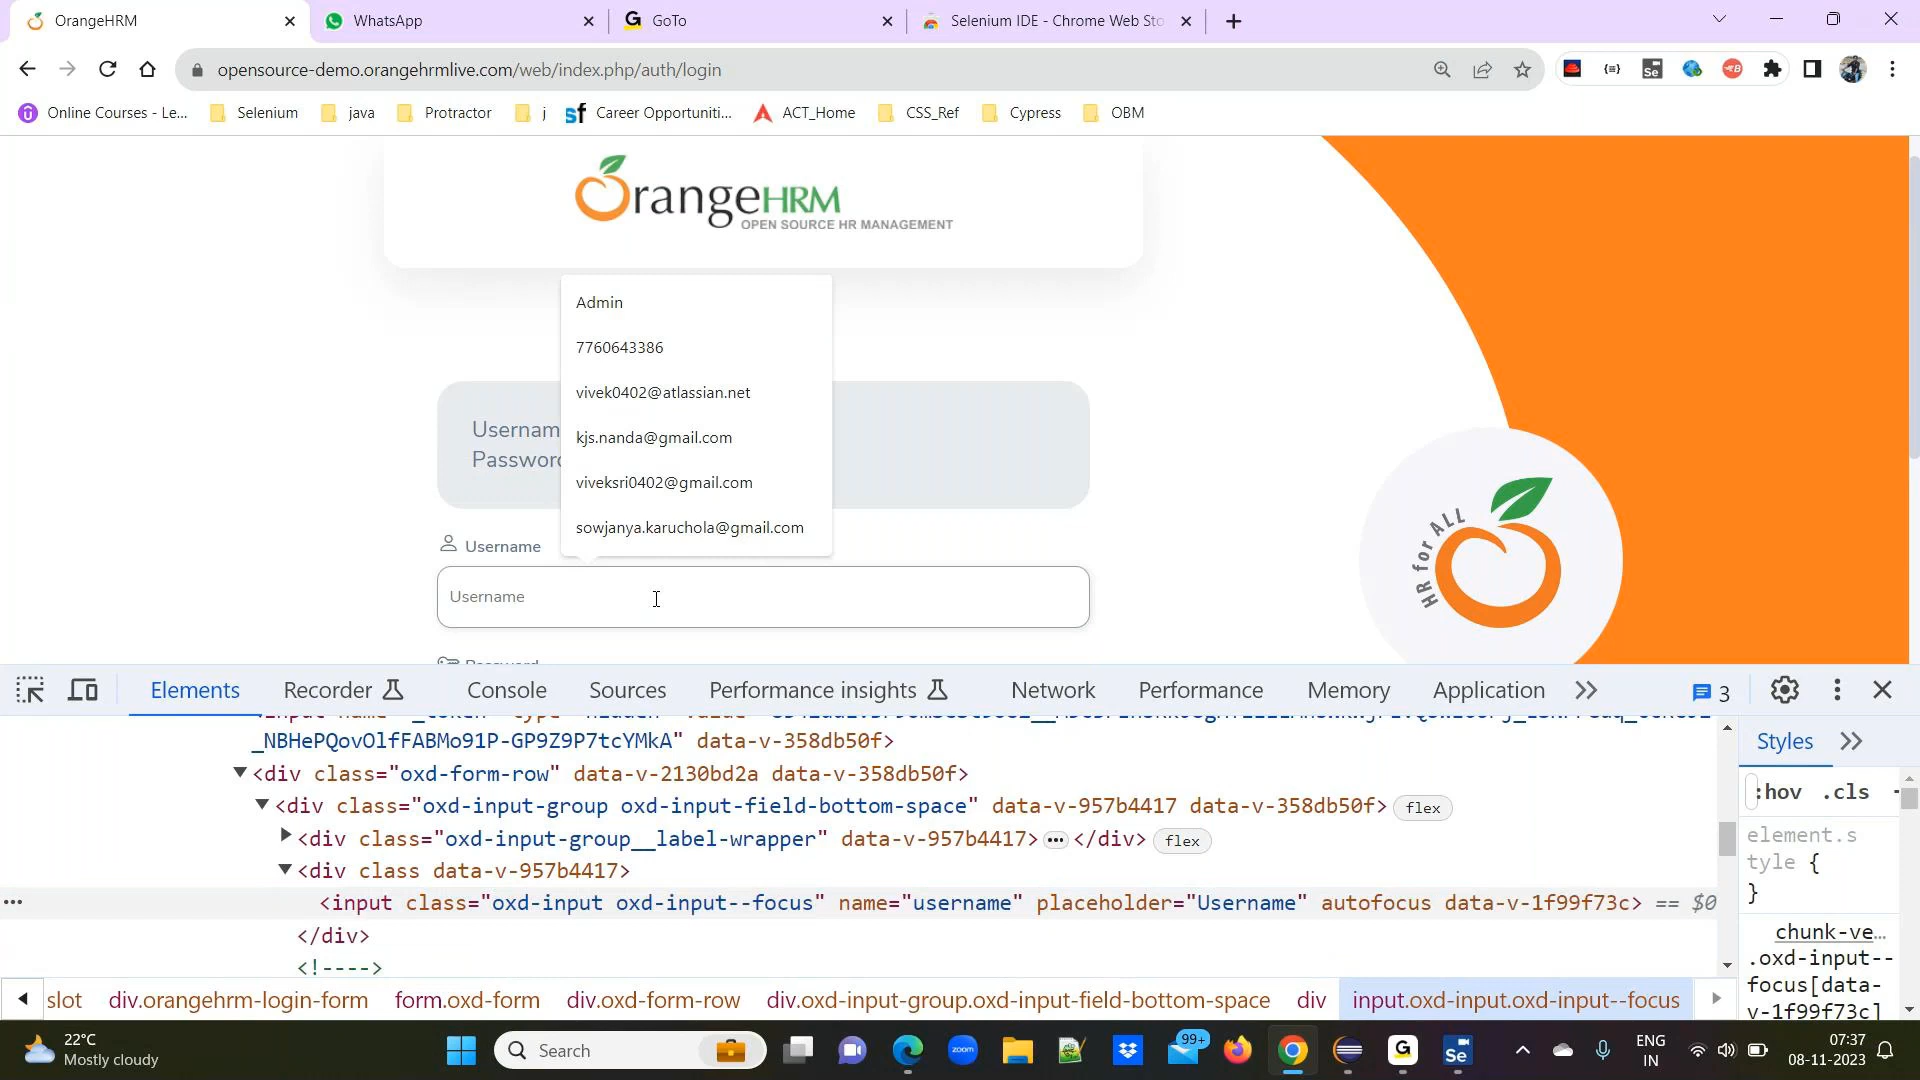 OrangeHRM
WhatsApp
GoTo
Selenium IDE - Chrome Web Sto
opensource-demo.orangehrmlive.com/web/index.php/auth/login
Online Courses - Le...
Selenium
java
Protractor
j
Career Opportuniti...
ACT_Home
CSS_Ref
Cypress
OBM
OrangeHRM
OPEN SOURCE HR MANAGEMENT
Admin
7760643386
vivek0402@atlassian.net
kjs.nanda@gmail.com
viveksri0402@gmail.com
sowjanya.karuchola@gmail.com
Usernam
Password
Username
Username
Password
HR for ALL
Elements
Recorder
Console
Sources
Performance insights
Network
Performance
Memory
Application
3
_NBHePQovOlfFABMo91P-GP9Z9P7tcYMkA" data-v-358db50f>
<div class="oxd-form-row" data-v-2130bd2a data-v-358db50f>
<div class="oxd-input-group oxd-input-field-bottom-space" data-v-957b4417 data-v-358db50f> flex
<div class="oxd-input-group__label-wrapper" data-v-957b4417> ••• </div> flex
<div class data-v-957b4417>
<input class="oxd-input oxd-input--focus" name="username" placeholder="Username" autofocus data-v-1f99f73c> == $0
</div>
<!---->
Styles
:hov .cls
element.s
tyle {
}
chunk-ve…
.oxd-input--
focus[data-
v-1f99f73c]
slot
div.orangehrm-login-form
form.oxd-form
div.oxd-form-row
div.oxd-input-group.oxd-input-field-bottom-space
div
input.oxd-input.oxd-input--focus
22°C
Mostly cloudy
Search
zoom
99+
G
Se
ENG
IN
07:37
08-11-2023